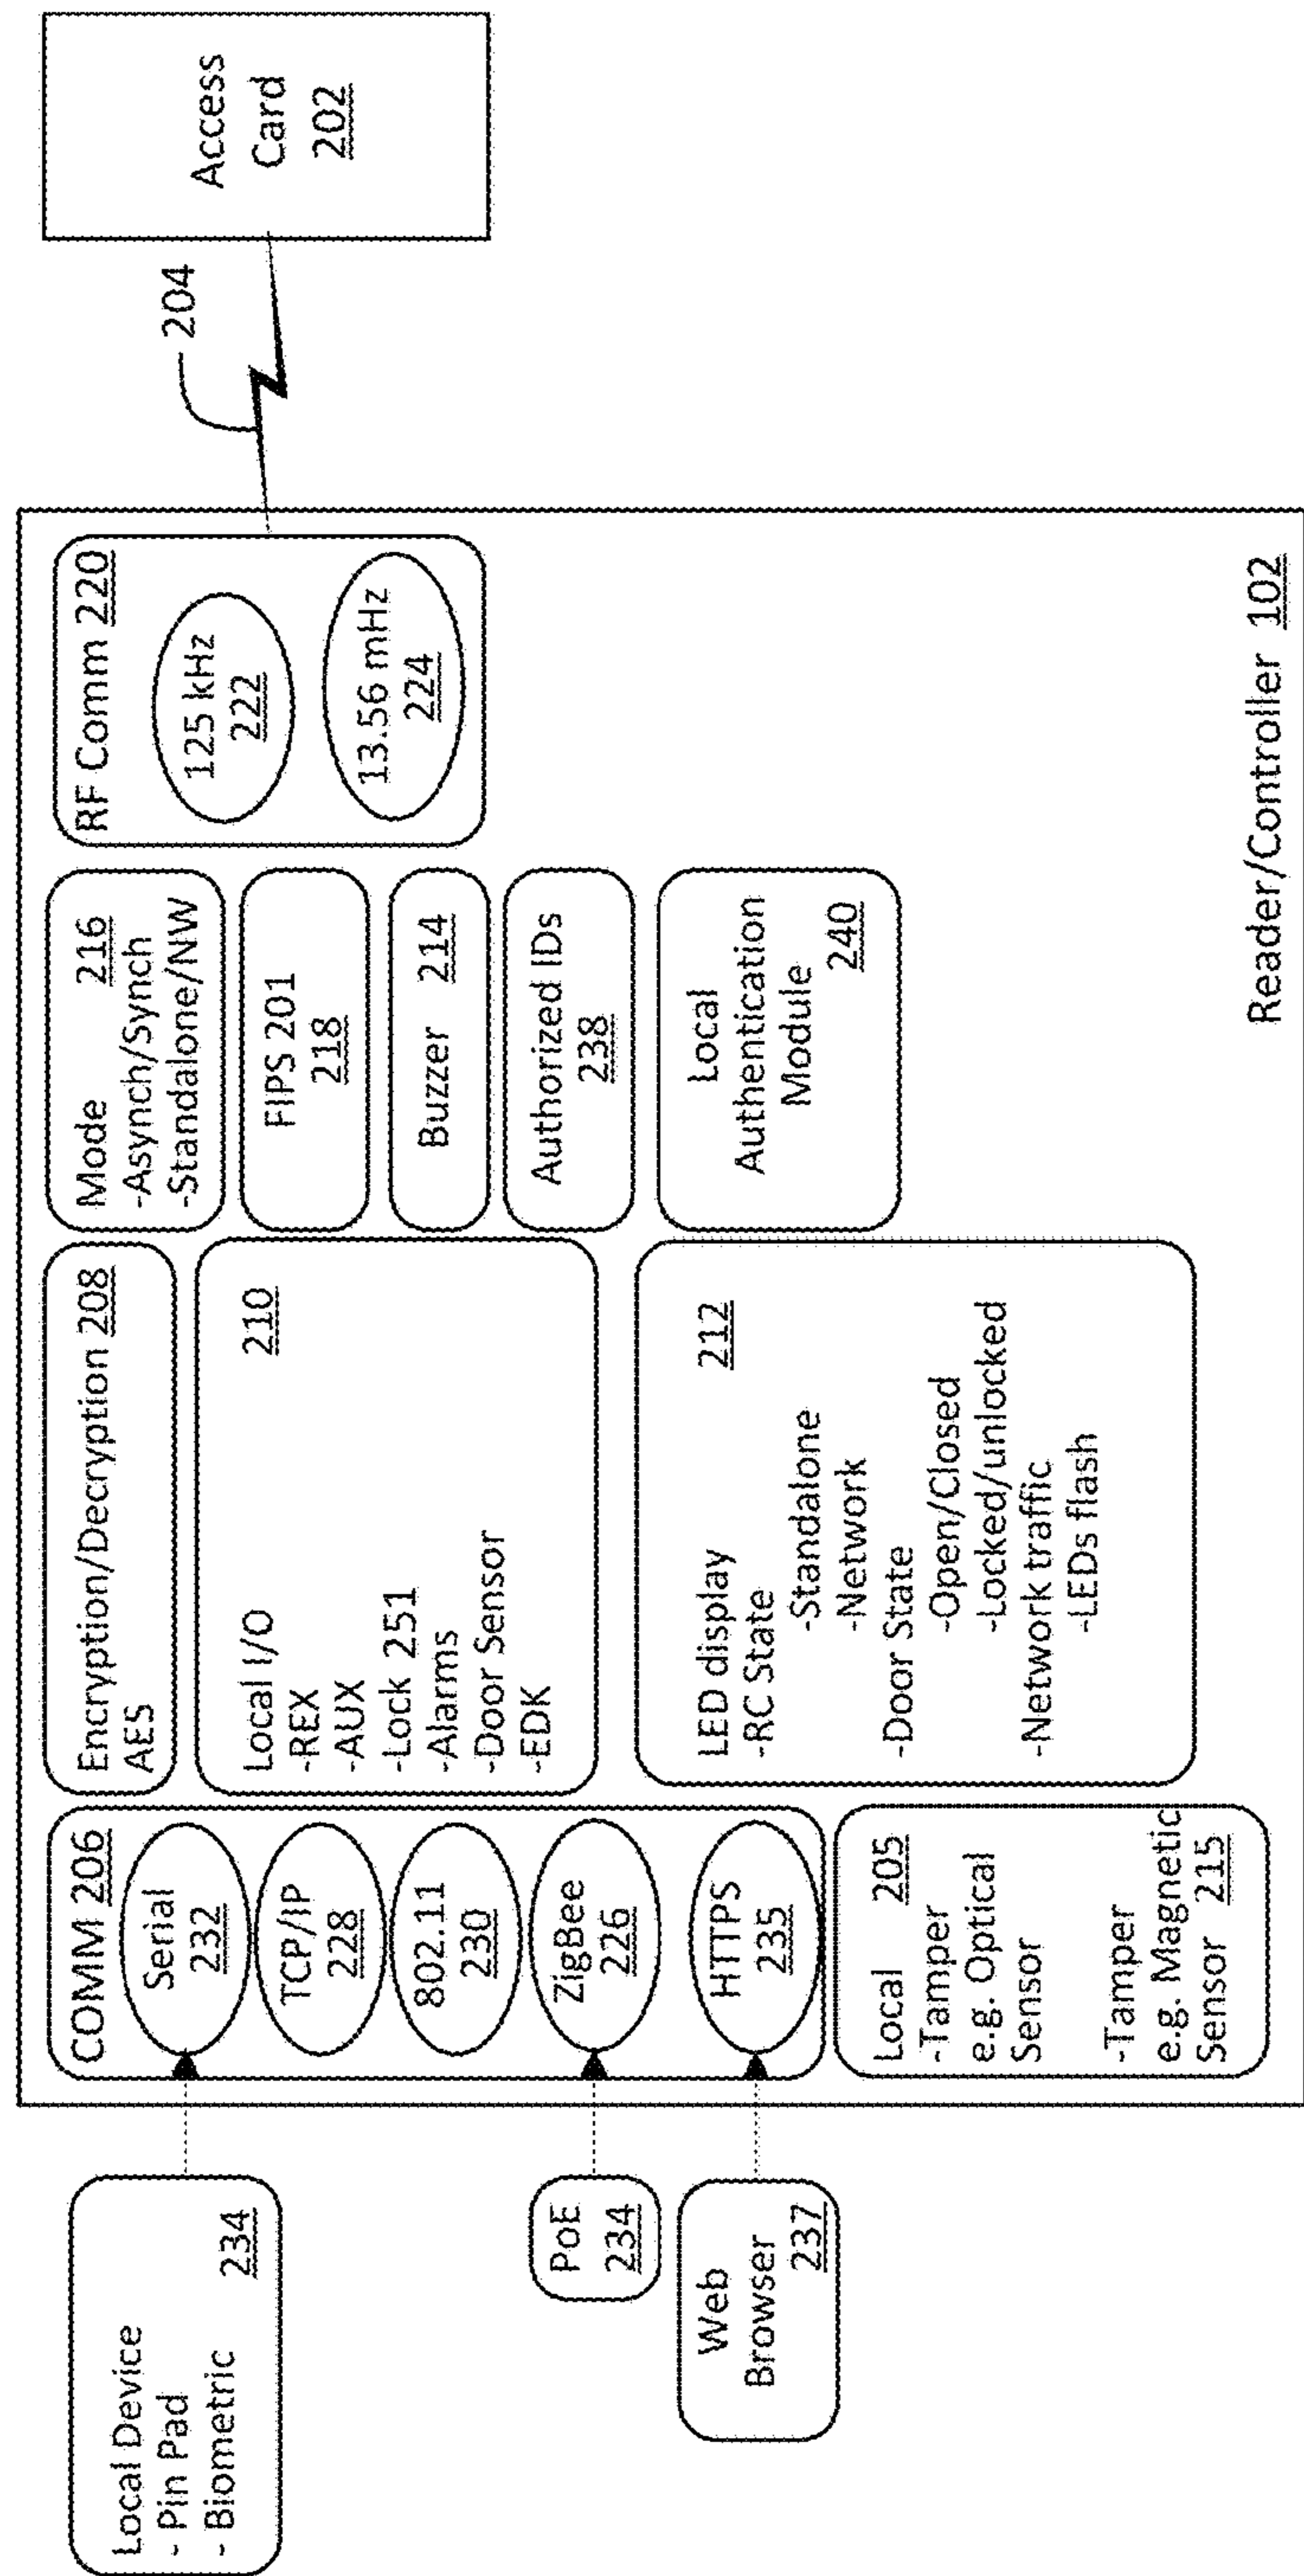 Local Device
- Pin Pad
- Biometric
234
PoE
234
Web
Browser
237
COMM 206
Serial
232
TCP/IP
228
802.11
230
ZigBee
226
HTTPS
235
Local 205
-Tamper
e.g. Optical
Sensor
-Tamper
e.g. Magnetic
Sensor 215
Encryption/Decryption 208
AES
210
Local I/O
-REX
-AUX
-Lock 251
-Alarms
-Door Sensor
-EDK
212
LED display
-RC State
-Standalone
-Network
-Door State
-Open/Closed
-Locked/unlocked
-Network traffic
-LEDs flash
Mode 216
-Asynch/Synch
-Standalone/NW
FIPS 201
218
Buzzer 214
Authorized IDs
238
Local
Authentication
Module
240
RF Comm 220
125 kHz
222
13.56 mHz
224
Reader/Controller 102
204
Access
Card
202